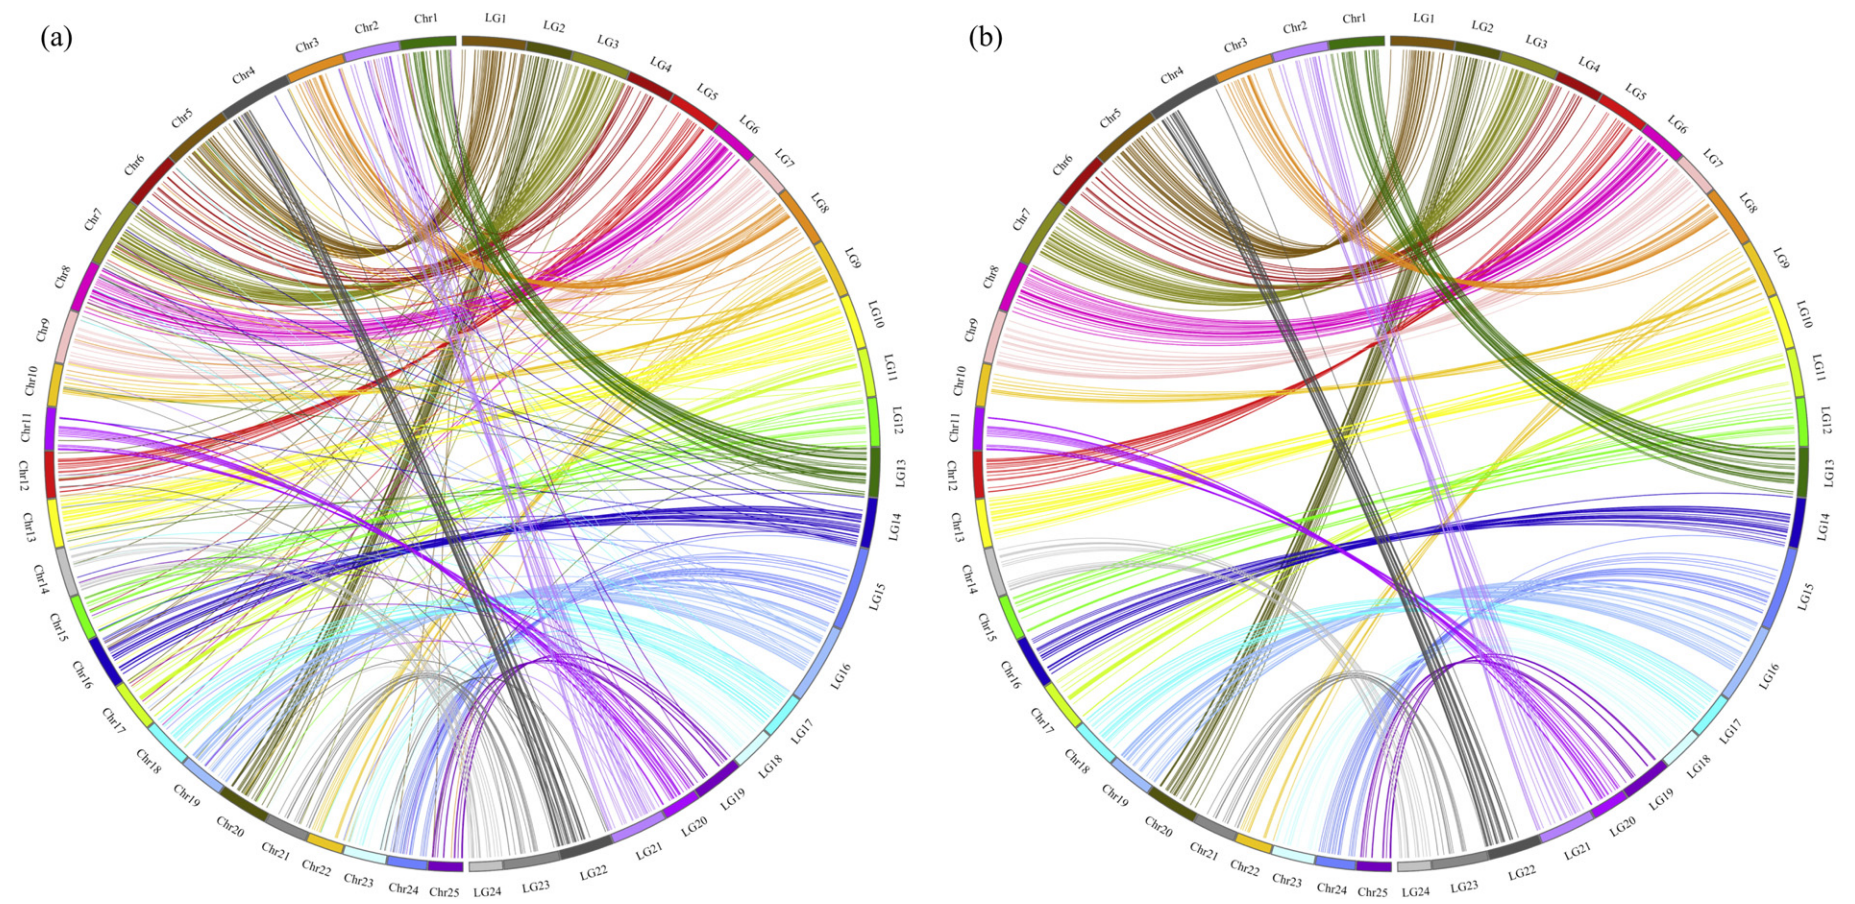 (a)
Chr1
Chr2
Chr3
Chr4
Chr5
Chr6
Chr7
Chr8
Chr9
Chr10
Chr11
Chr12
Chr13
Chr14
Chr15
Chr16
Chr17
Chr18
Chr19
Chr20
Chr21
Chr22
Chr23
Chr24
Chr25
LG1
LG2
LG3
LG4
LG5
LG6
LG7
LG8
LG9
LG10
LG11
LG12
LG13
LG14
LG15
LG16
LG17
LG18
LG19
LG20
LG21
LG22
LG23
LG24
(b)
Chr1
Chr2
Chr3
Chr4
Chr5
Chr6
Chr7
Chr8
Chr9
Chr10
Chr11
Chr12
Chr13
Chr14
Chr15
Chr16
Chr17
Chr18
Chr19
Chr20
Chr21
Chr22
Chr23
Chr24
Chr25
LG1
LG2
LG3
LG4
LG5
LG6
LG7
LG8
LG9
LG10
LG11
LG12
LG13
LG14
LG15
LG16
LG17
LG18
LG19
LG20
LG21
LG22
LG23
LG24